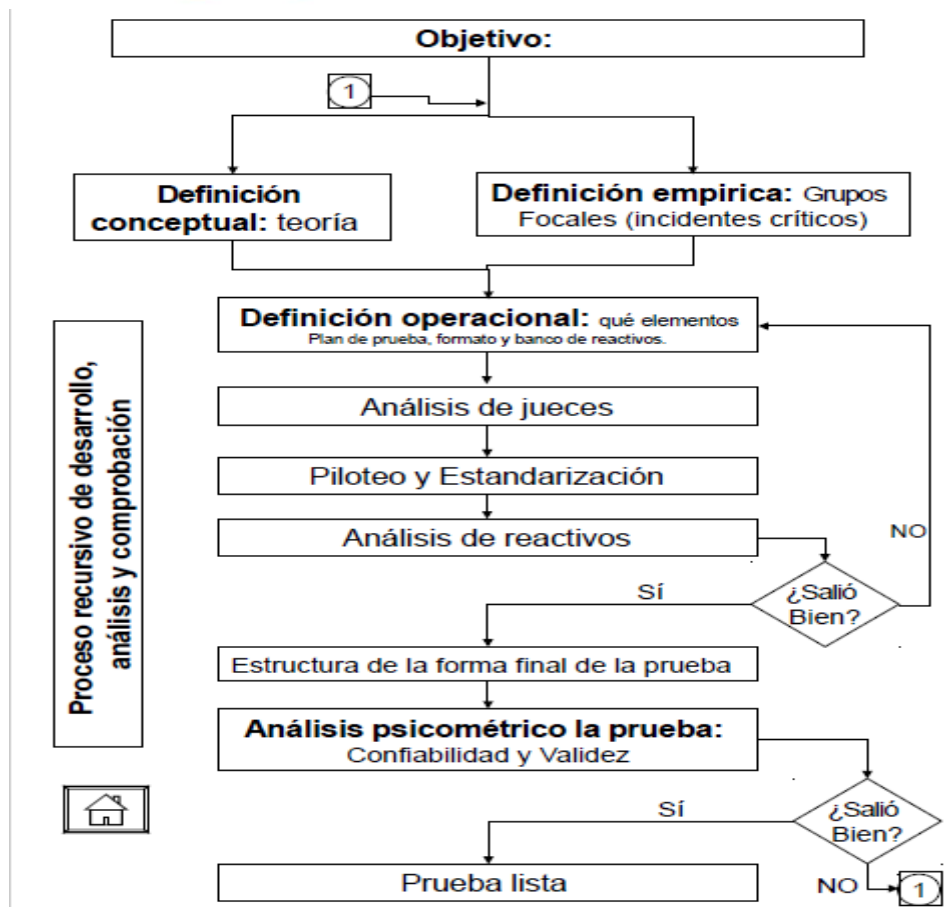 Objetivo:
1
Definición
conceptual: teoría
Definición empirica: Grupos
Focales (incidentes críticos)
Definición operacional: qué elementos
Plan de prueba, formato y banco de reactivos.
Proceso recursivo de desarrollo,
análisis y comprobación
Análisis de jueces
Piloteo y Estandarización
Análisis de reactivos
NO
Sí
¿Salió
Bien?
Estructura de la forma final de la prueba
Análisis psicométrico la prueba:
Confiabilidad y Validez
Sí
¿Salió
Bien?
Prueba lista
NO
1